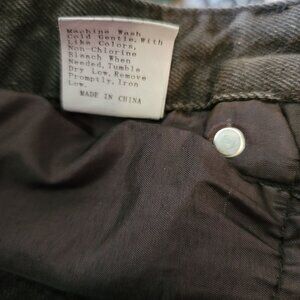 Machine Wash
Cold Gentle, With
Like Colors,
Non-Chlorine
Bleach When
Needed, Tumble
Dry Low, Remove
Promptly, Iron
Low.
MADE IN CHINA